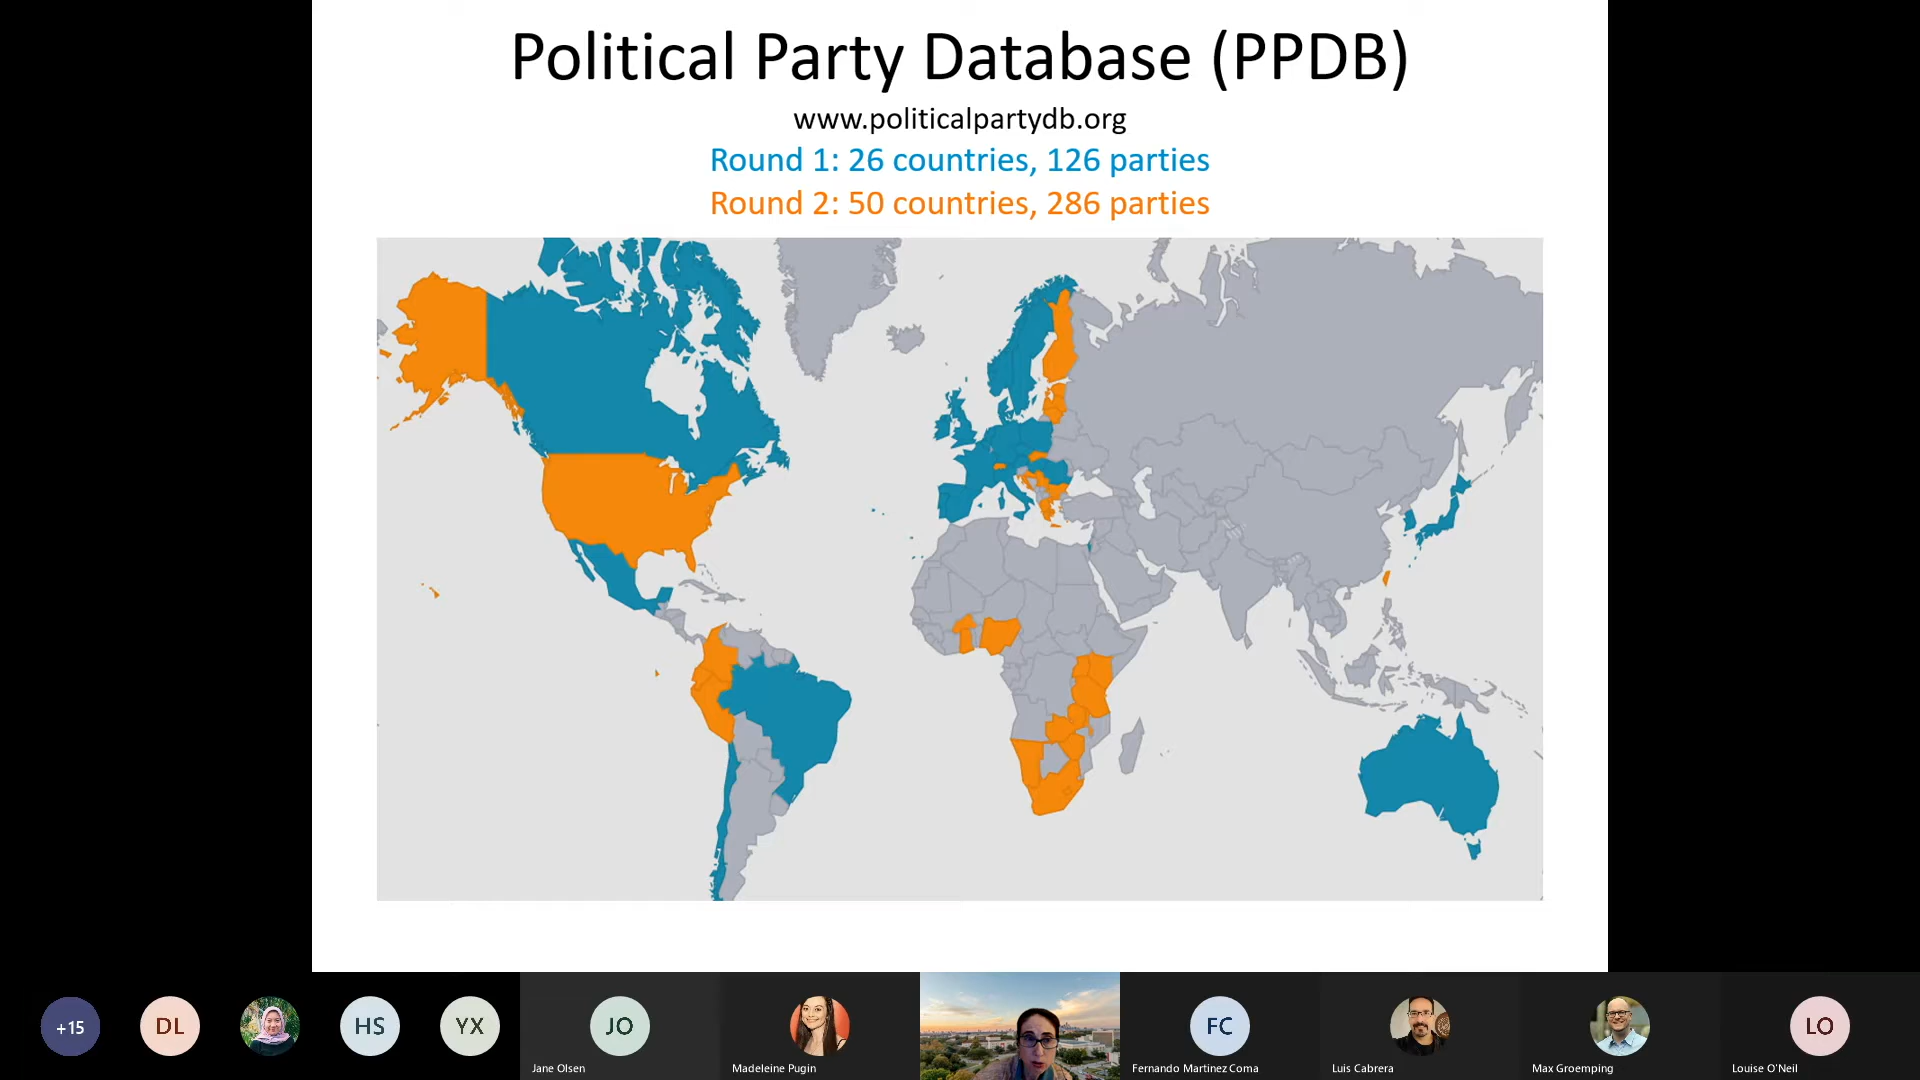 Political Party Database (PPDB)
www.politicalpartydb.org
Round 1: 26 countries, 126 parties
Round 2: 50 countries, 286 parties
+15
DL
HS
YX
JO
FC
LO
Jane Olsen
Madeleine Pugin
Fernando Martinez Coma
Luis Cabrera
Max Groemping
Louise O'Neil